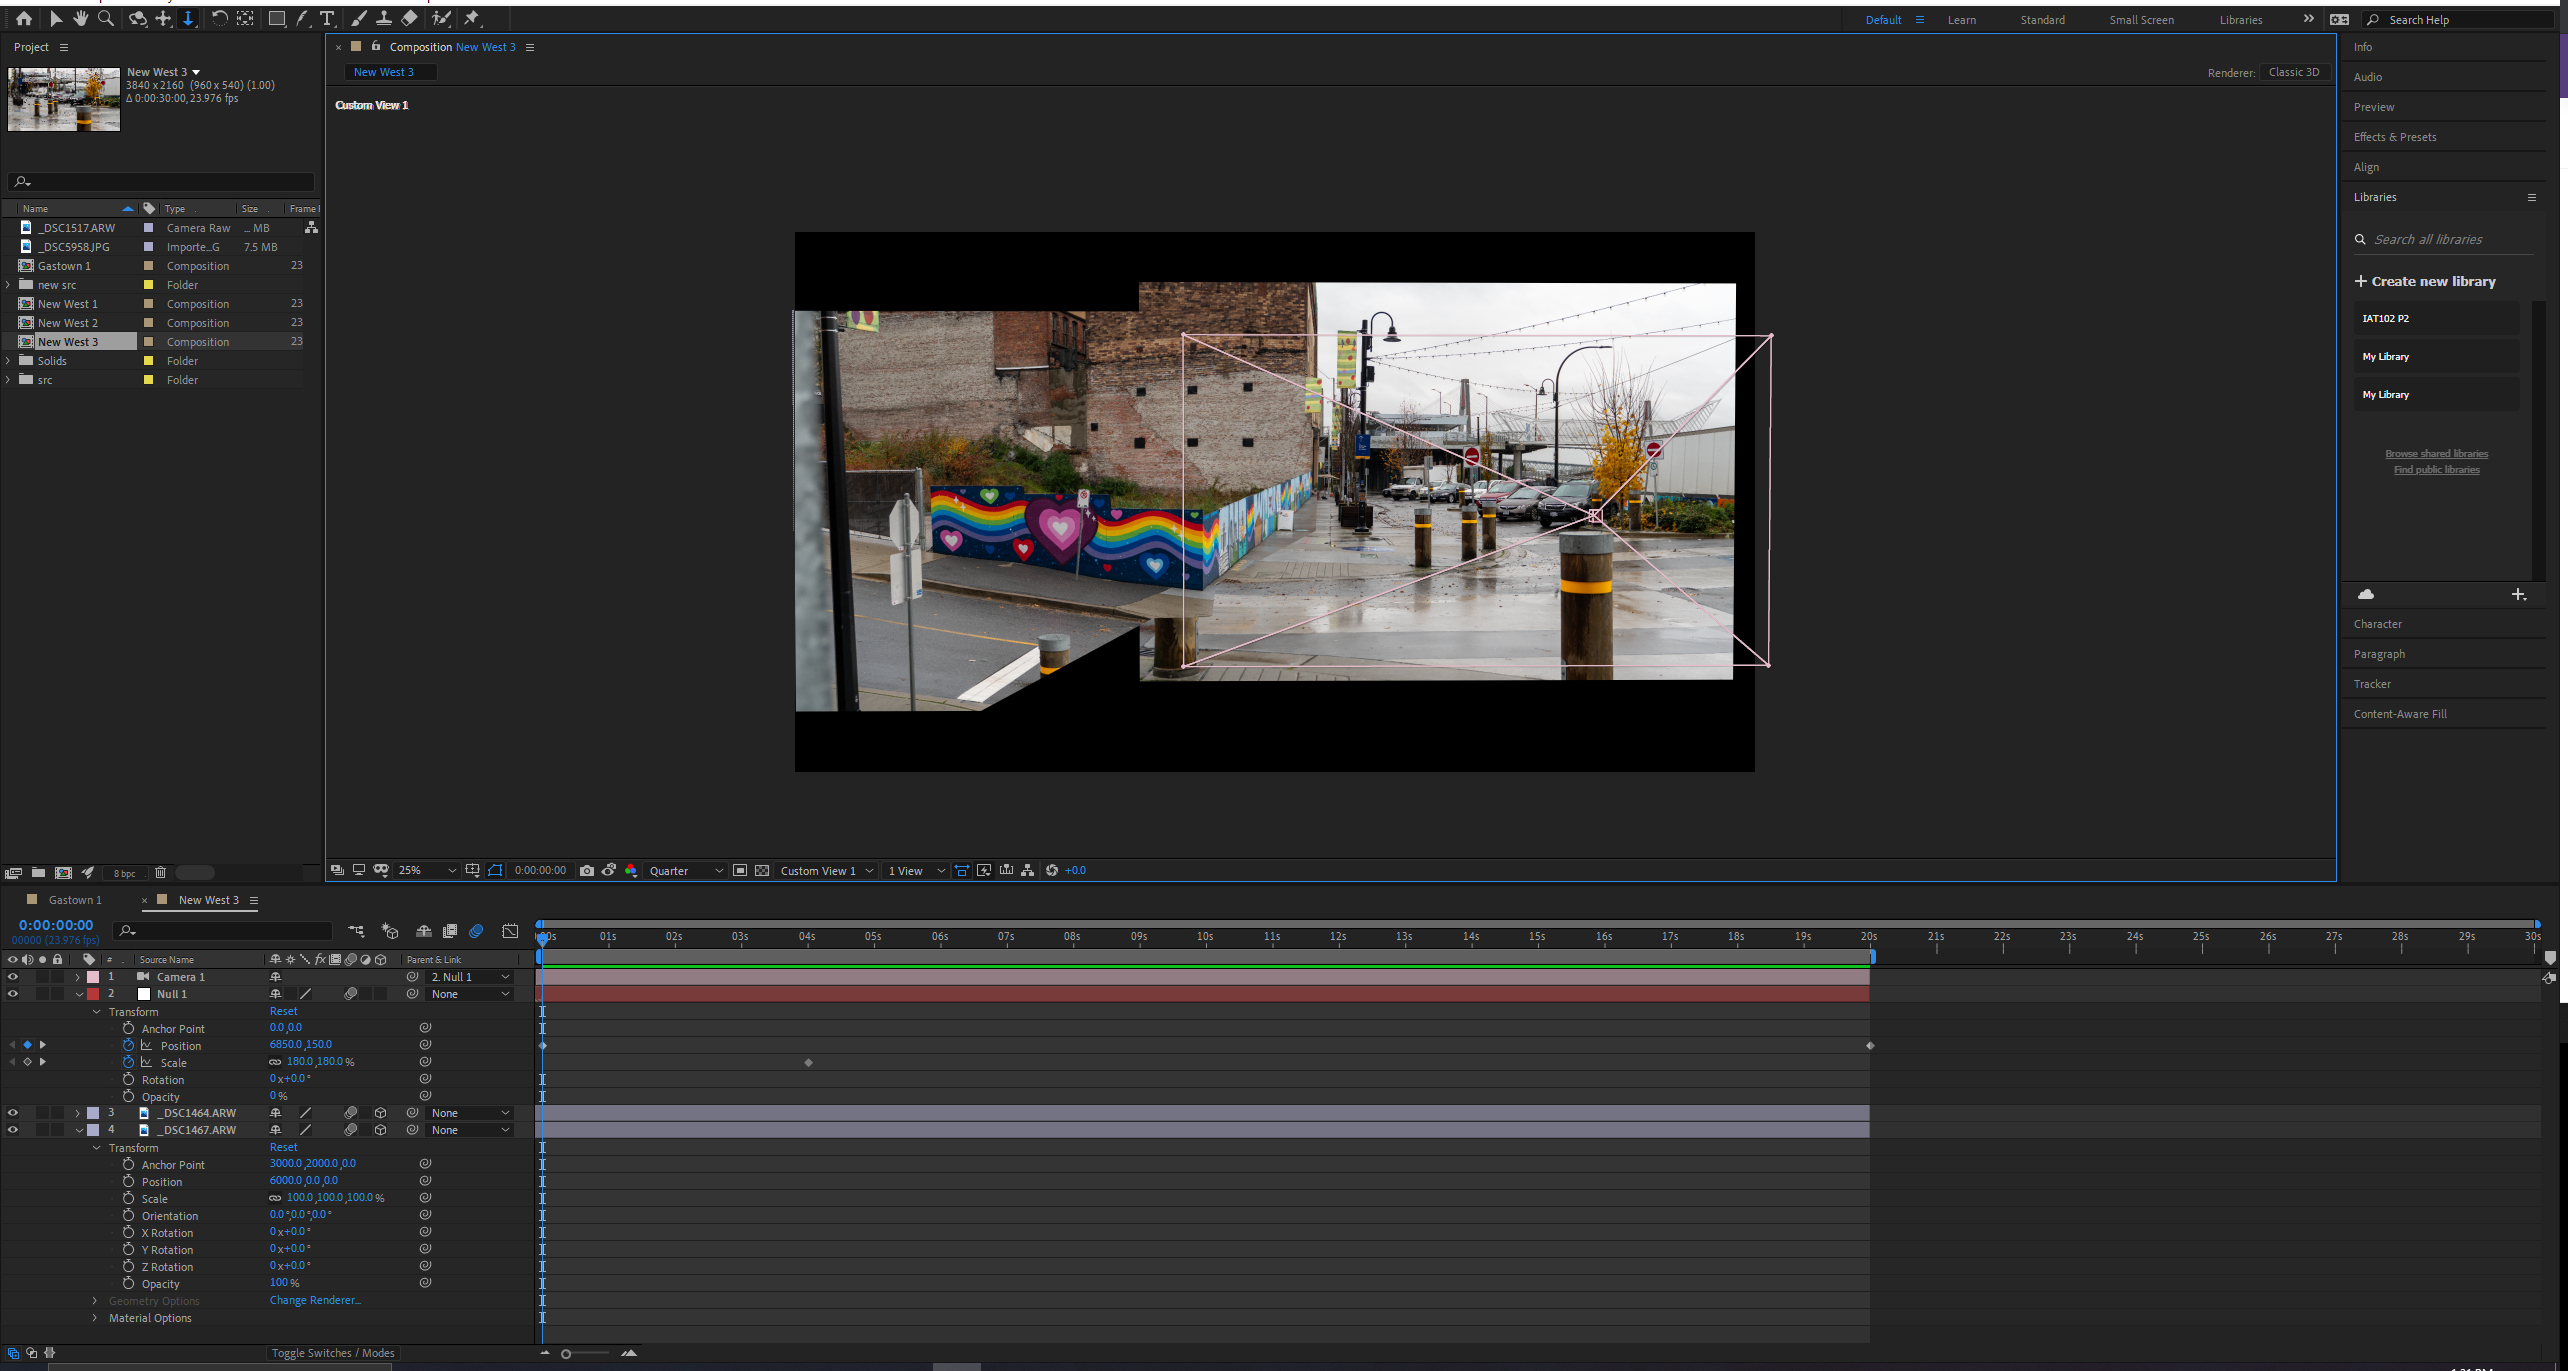 Default
Learn
Standard
Small Screen
Libraries
Search Help
Project
New West 3
3840 x 2160 (960 x 540) (1.00)
Δ 0:00:30:00, 23.976 fps
Name
Type
Size
Frame
_DSC1517.ARW
Camera Raw
... MB
_DSC5958.JPG
Importe...G
7.5 MB
Gastown 1
Composition
23
new src
Folder
New West 1
Composition
23
New West 2
Composition
23
New West 3
Composition
23
Solids
Folder
src
Folder
8 bpc
Composition New West 3
New West 3
Renderer:
Classic 3D
Custom View 1
25%
0:00:00:00
Quarter
Custom View 1
1 View
+0.0
Info
Audio
Preview
Effects & Presets
Align
Libraries
Search all libraries
Create new library
IAT102 P2
My Library
My Library
Browse shared libraries
Find public libraries
Character
Paragraph
Tracker
Content-Aware Fill
Gastown 1
New West 3
0:00:00:00
00000 (23.976 fps)
00s 01s 02s 03s 04s 05s 06s 07s 08s 09s 10s 11s 12s 13s 14s 15s 16s 17s 18s 19s 20s 21s 22s 23s 24s 25s 26s 27s 28s 29s 30s
#
Source Name
fx
Parent & Link
1
Camera 1
2. Null 1
2
Null 1
None
Transform
Reset
Anchor Point
0.0,0.0
Position
6850.0,150.0
Scale
180.0,180.0%
Rotation
0x+0.0°
Opacity
0%
3
_DSC1464.ARW
None
4
_DSC1467.ARW
None
Transform
Reset
Anchor Point
3000.0,2000.0,0.0
Position
6000.0,0.0,0.0
Scale
100.0,100.0,100.0%
Orientation
0.0°,0.0°,0.0°
X Rotation
0x+0.0°
Y Rotation
0x+0.0°
Z Rotation
0x+0.0°
Opacity
100%
Geometry Options
Change Renderer...
Material Options
Toggle Switches / Modes